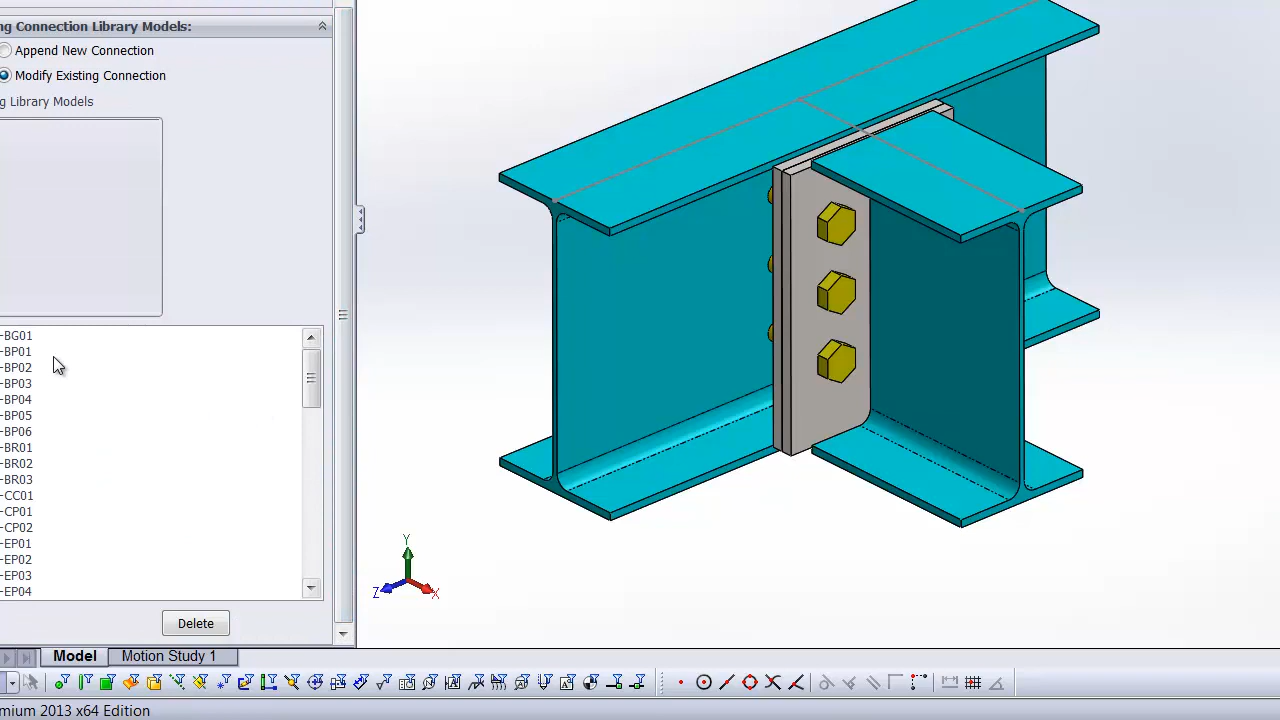 ng Connection Library Models:
Append New Connection
Modify Existing Connection
g Library Models
-BG01
-BP01
-BP02
-BP03
-BP04
-BP05
-BP06
-BR01
-BR02
-BR03
-CC01
-CP01
-CP02
-EP01
-EP02
-EP03
-EP04
Delete
Y
Z
X
Model
Motion Study 1
mium 2013 x64 Edition